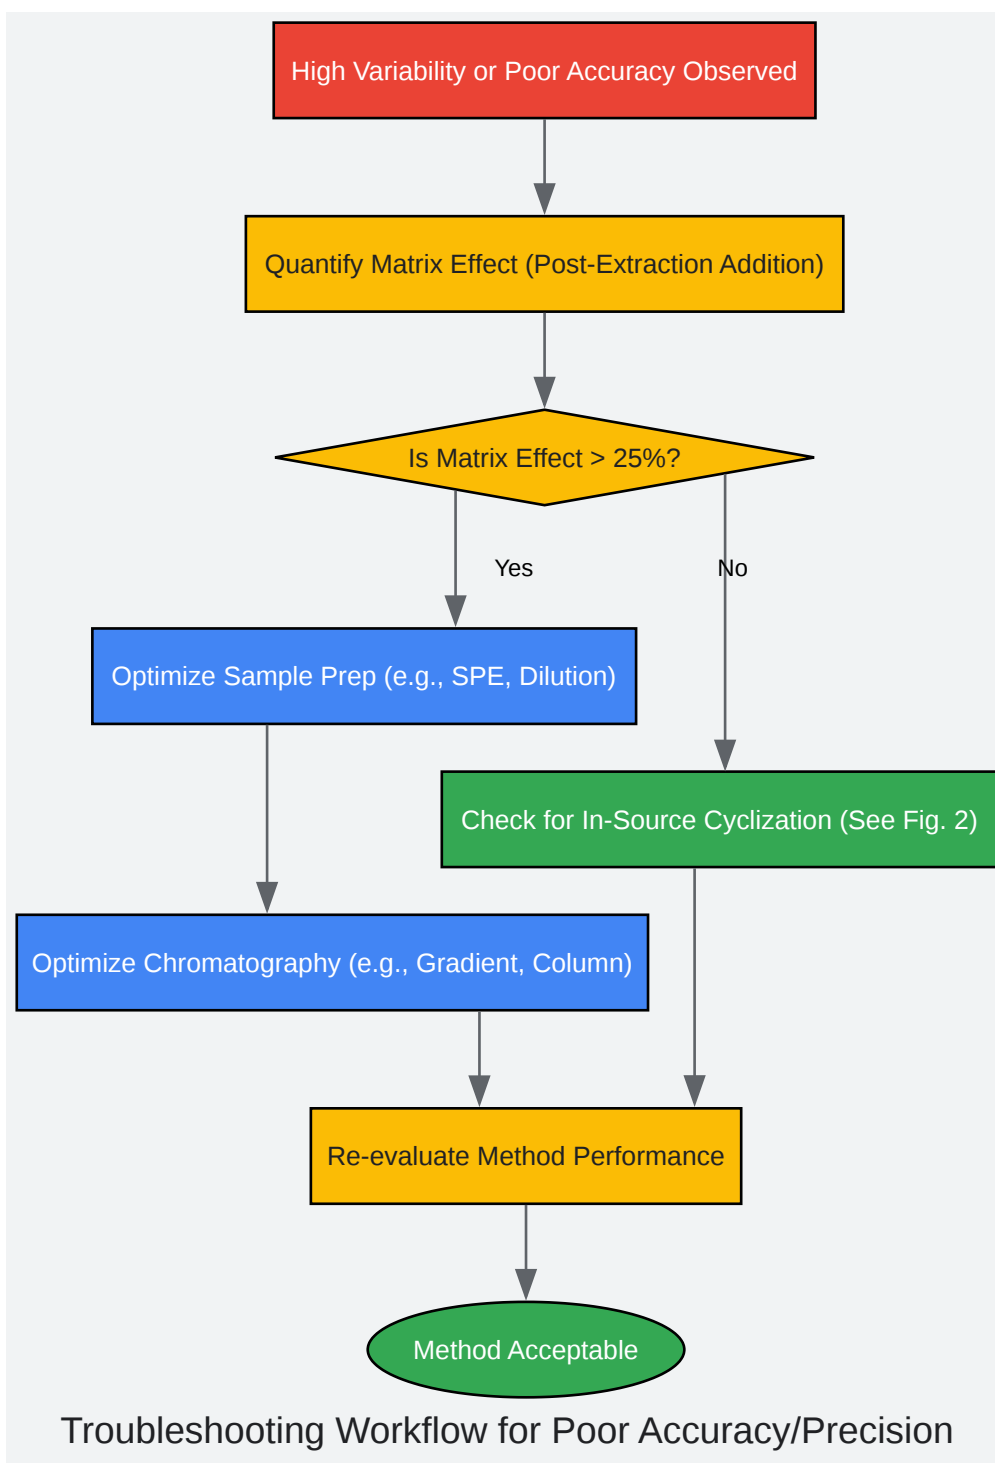 High Variability or Poor Accuracy Observed
Quantify Matrix Effect (Post-Extraction Addition)
Is Matrix Effect > 25%?
Yes
No
Optimize Sample Prep (e.g., SPE, Dilution)
Check for In-Source Cyclization (See Fig. 2)
Optimize Chromatography (e.g., Gradient, Column)
Re-evaluate Method Performance
Method Acceptable
Troubleshooting Workflow for Poor Accuracy/Precision